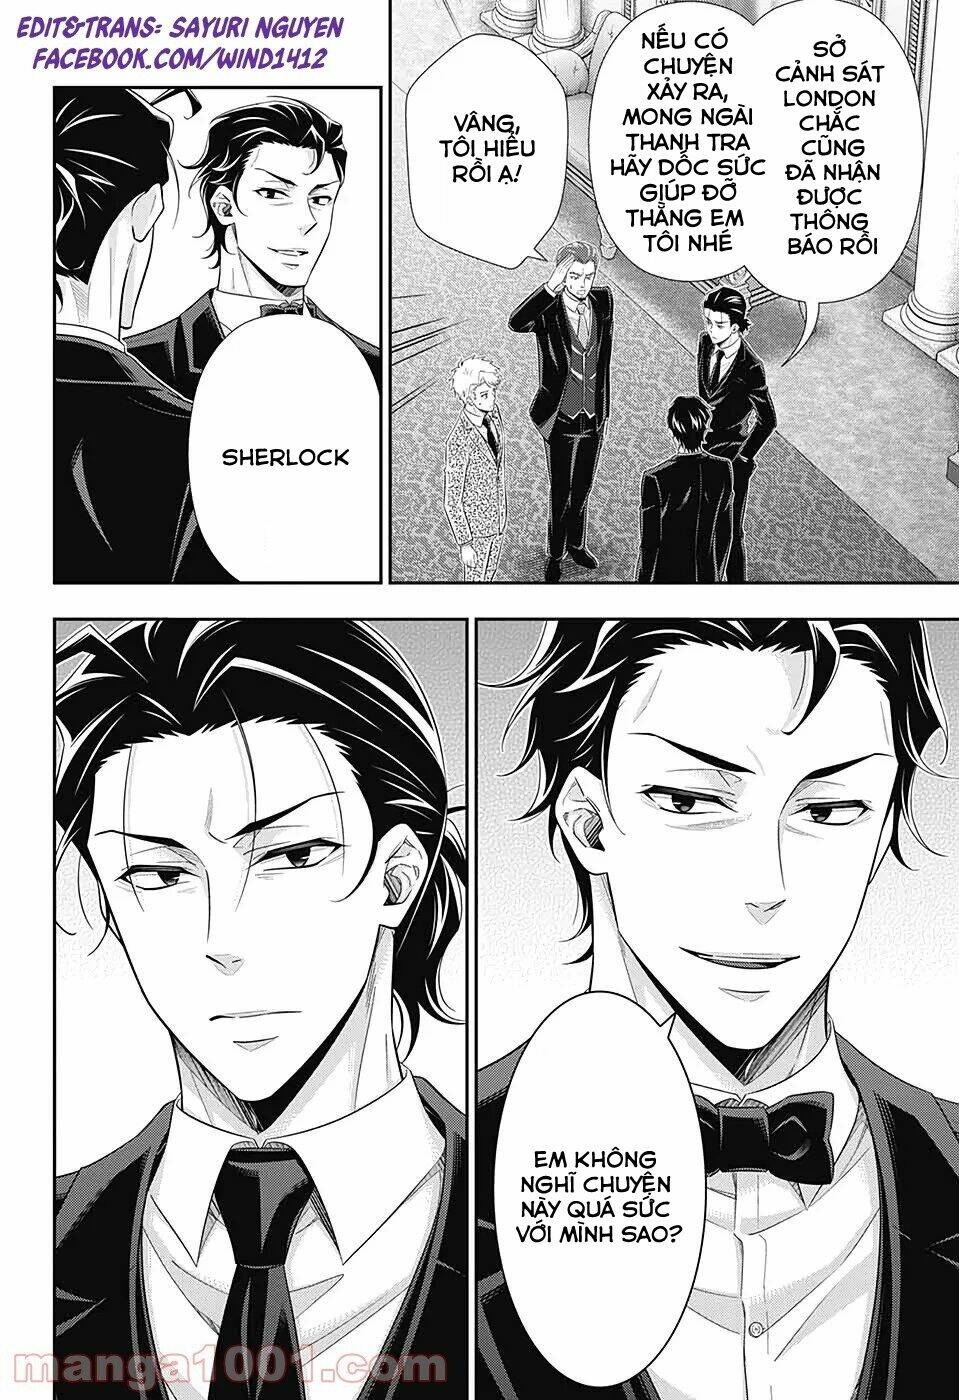 EDIT&TRANS: SAYURI NGUYEN
FACEBOOK.COM/WIND1412
SỞ
CẢNH SÁT
LONDON
CHẮC
CŨNG
ĐÃ NHẬN
ĐƯỢC
THÔNG
BÁO RỒI
NẾU CÓ
CHUYỆN
XẢY RA,
MONG NGÀI
THANH TRA
HÃY DỐC SỨC
GIÚP ĐỠ
THẰNG EM
TÔI NHÉ
VÂNG,
TÔI HIỂU
RỒI Ạ!
SHERLOCK
EM KHÔNG
NGHĨ CHUYỆN
NÀY QUÁ SỨC
VỚI MÌNH SAO?
manga1001.com